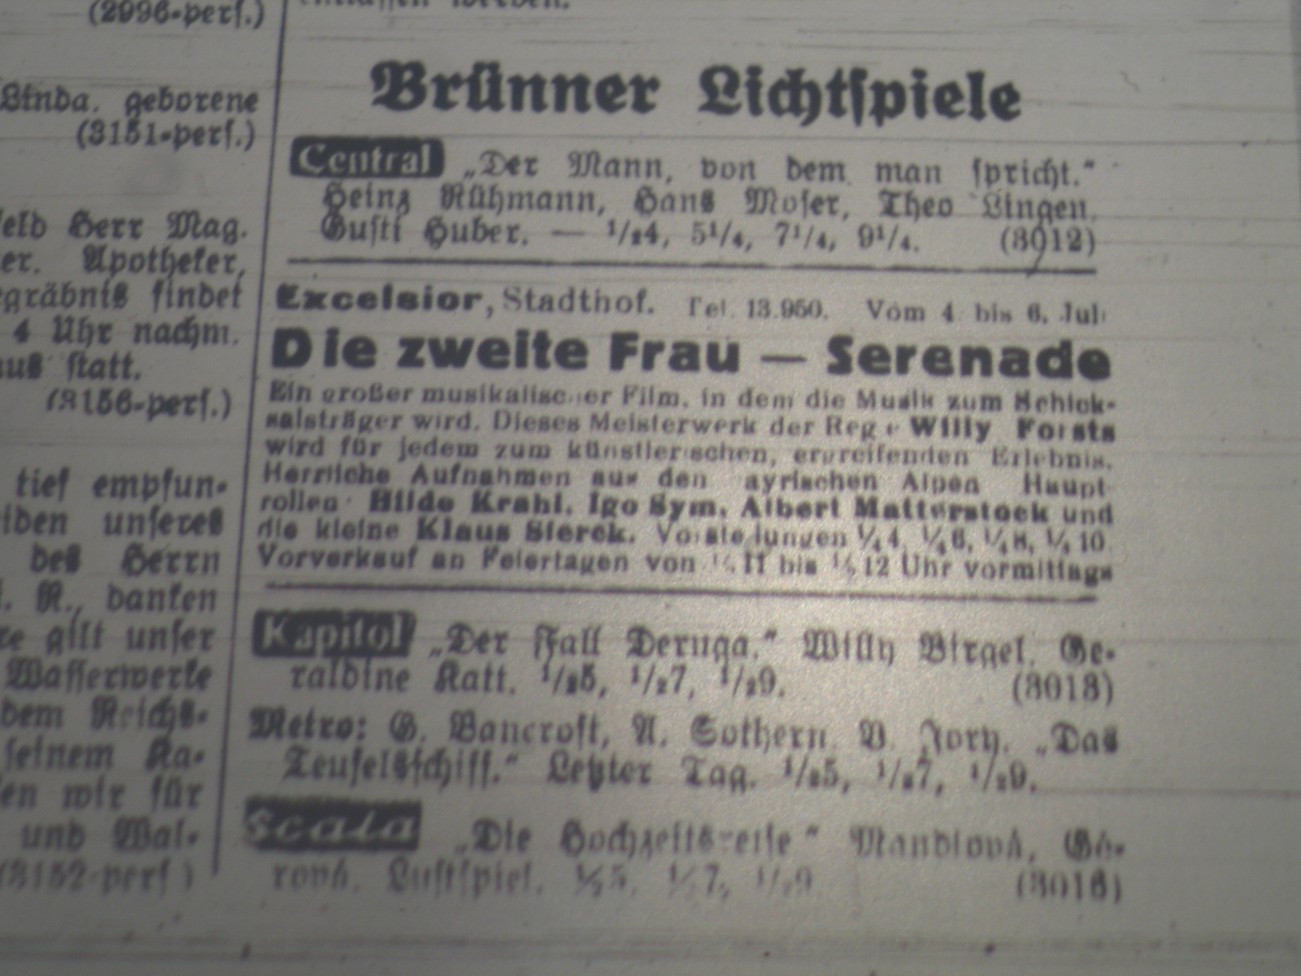 (2996-perf.)
Linda, geborene
(3151-perf.)
Herr Mag.
er. Apotheker,
egräbnis findet
4 Uhr nachm.
aus statt.
(3156-perf.)
tief empfun-
iben unseres
des Herrn
R., danken
gilt unser
Wasserwerke
dem Reichs-
seinem Ka-
en wir für
und Wal-
(3152-perf.)
Brünner Lichtspiele
Central „Der Mann, von dem man spricht.“
Heinz Rühmann, Hans Moser, Theo Lingen,
Gusti Huber. — 1/24, 51/4, 71/4, 91/4. (3012)
Excelsior, Stadthof. Tel. 13.950. Vom 4. bis 6. Juli
Die zweite Frau — Serenade
Ein großer musikalischer Film, in dem die Musik zum Schick-
salsträger wird. Dieses Meisterwerk der Regie Willy Forsts
wird für jedem zum künstlerischen, ergreifenden Erlebnis.
Herrliche Aufnahmen aus den ayrischen Alpen Haupt
rollen: Hilde Krahl, Igo Sym, Albert Matterstock und
die kleine Klaus Sierck. Vorstellungen 1/4 4, 1/4 6, 1/4 8, 1/4 10.
Vorverkauf an Feiertagen von 11 bis 12 Uhr vormittags
Kapitol „Der Fall Deruga.“ Willy Birgel, Ge-
raldine Katt. 1/25, 1/27, 1/29. (3013)
Metro: G. Bancroft, A. Sothern, V. Jory. „Das
Teufelsschiff.“ Letzter Tag. 1/25, 1/27, 1/29.
Scala „Die Hochzeitsreise“ Mandlová, Gó-
rová. Lustspiel. 1/25, 1/27, 1/29 (3016)